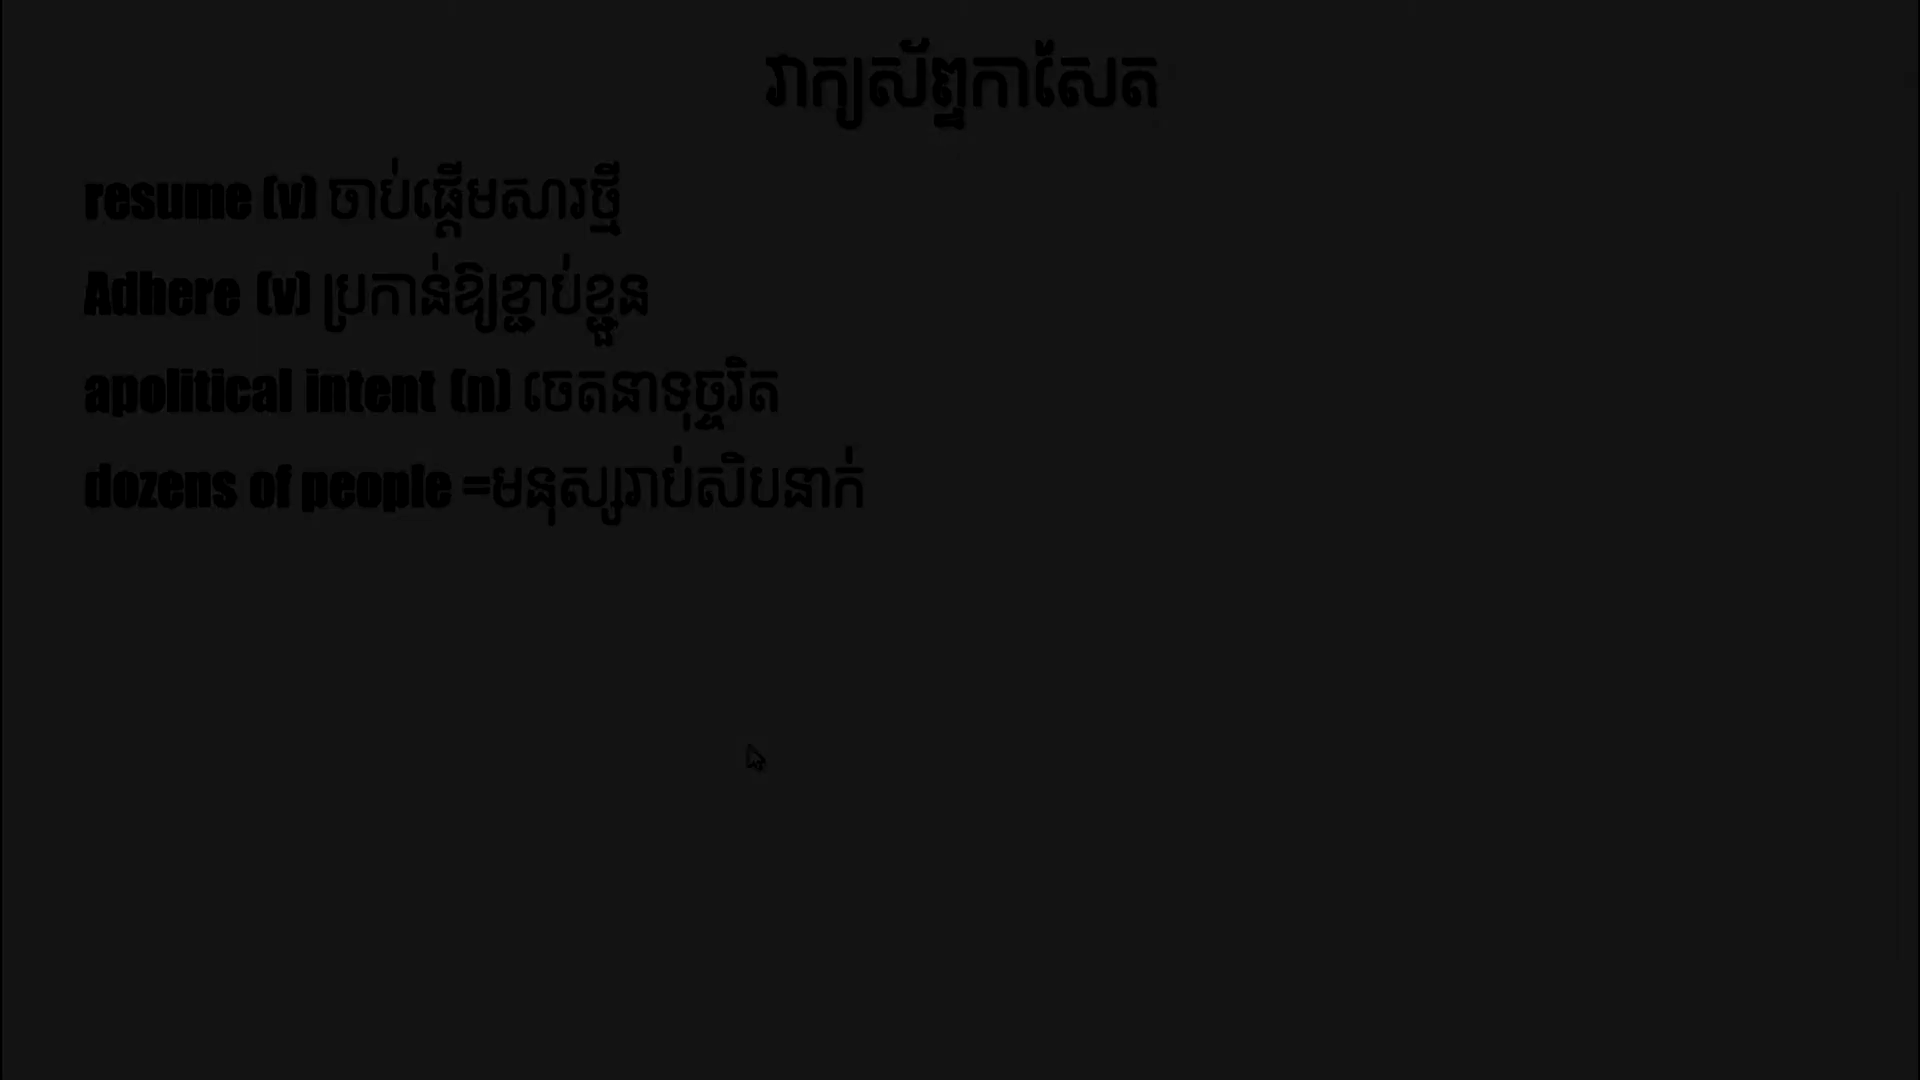 វាក្យស័ព្ទកាសែត
resume (v) ចាប់ផ្ដើមសារថ្មី
Adhere (v) ប្រកាន់ឱ្យខ្ជាប់ខ្ជួន
apolitical intent (n) ចេតនាទុច្ចរិត
dozens of people =មនុស្សរាប់សិបនាក់